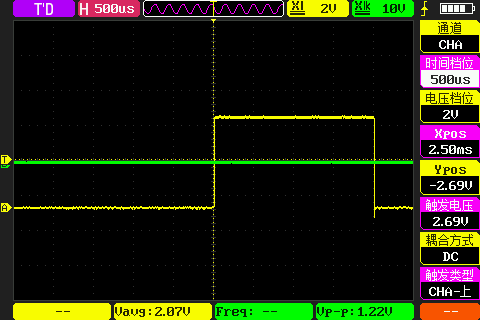 T'D
H 500us
X1 2V
X1k 10V
通道
CHA
时间档位
500us
电压档位
2V
Xpos
2.50ms
Ypos
-2.69V
触发电压
2.69V
耦合方式
DC
触发类型
CHA-上
T
A
--
Vavg:2.07V
Freq: --
Vp-p:1.22V
--